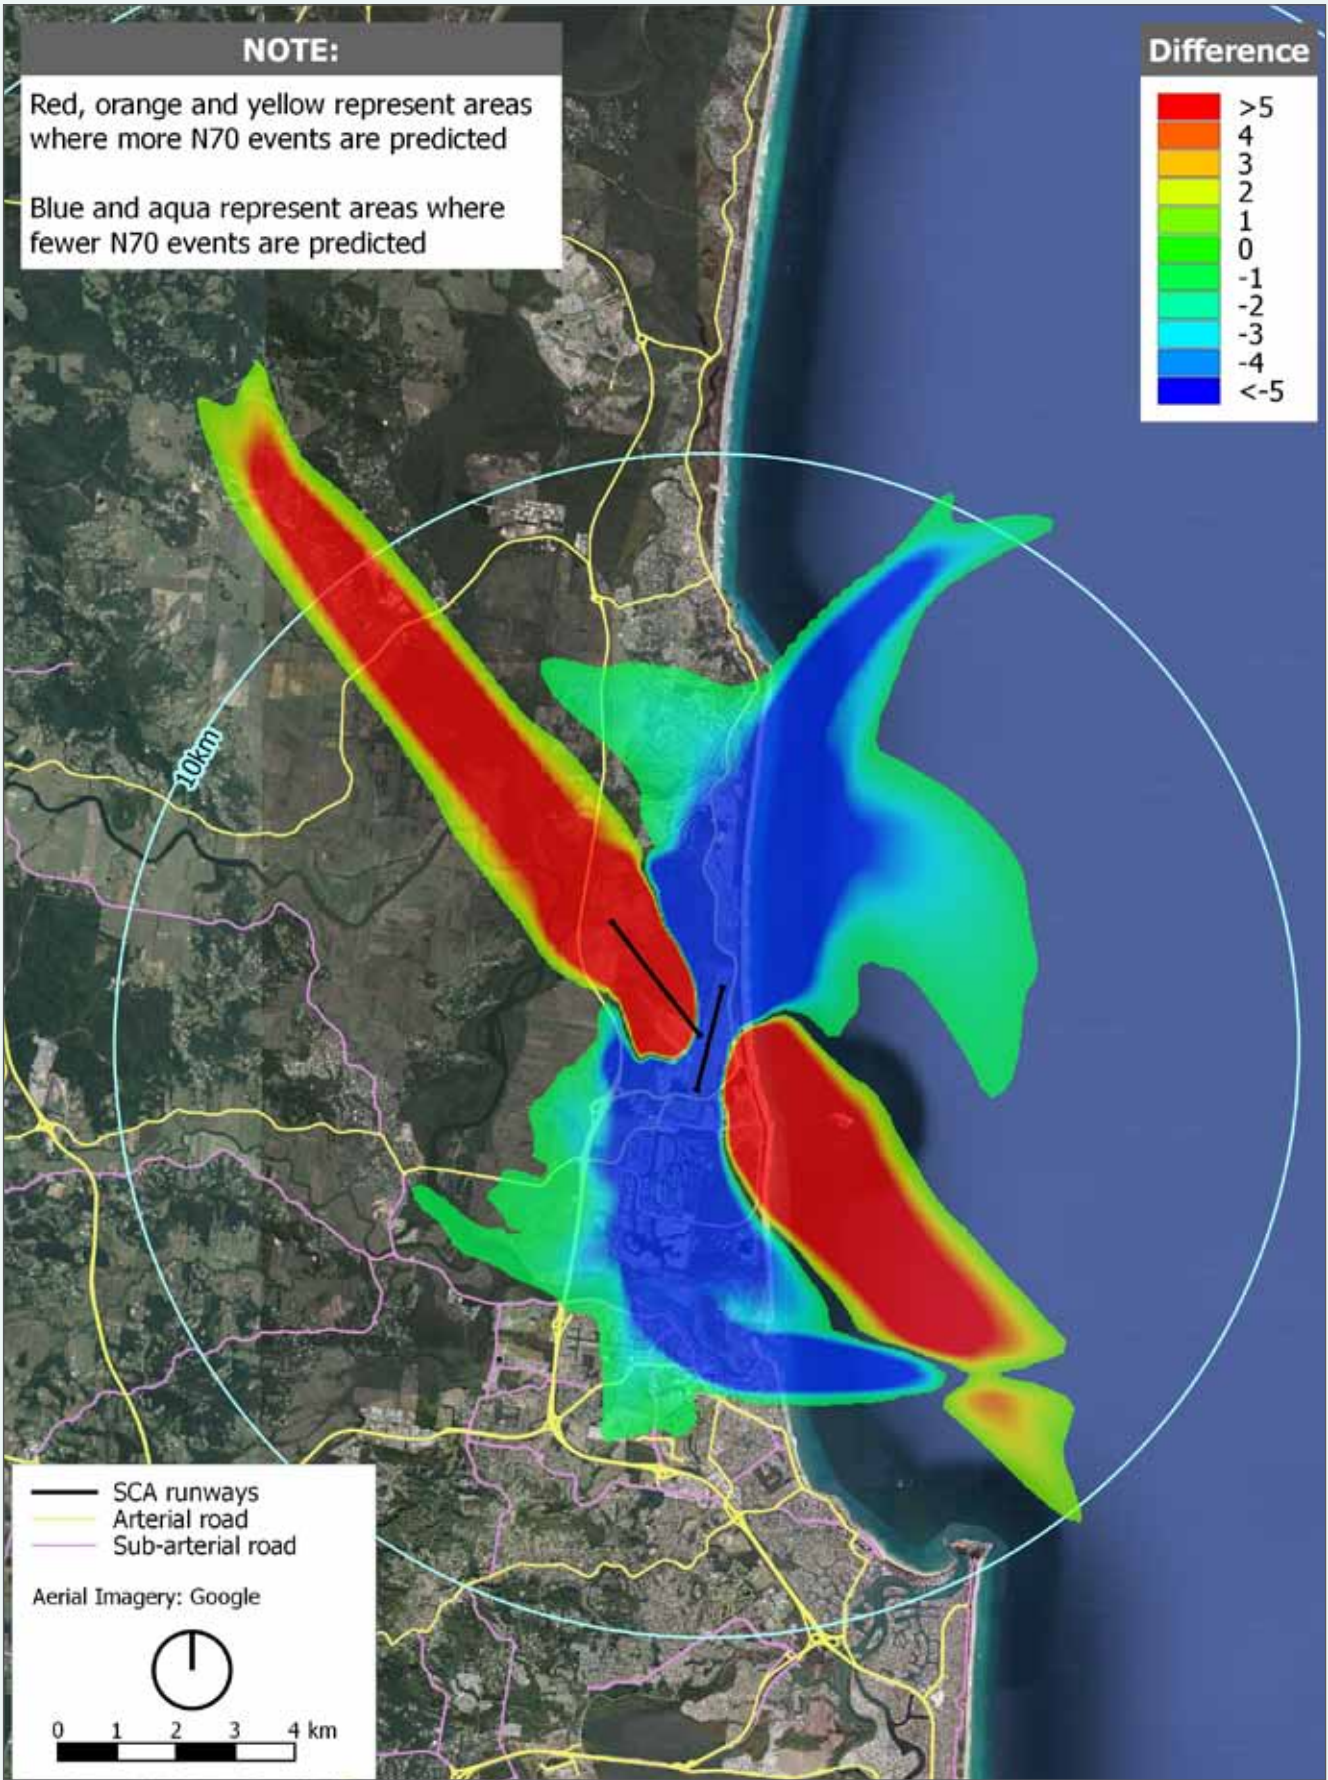 NOTE:
Red, orange and yellow represent areas
where more N70 events are predicted
Blue and aqua represent areas where
fewer N70 events are predicted
Difference
>5
4
3
2
1
0
-1
-2
-3
-4
<-5
10km
SCA runways
Arterial road
Sub-arterial road
Aerial Imagery: Google
0 1 2 3 4 km